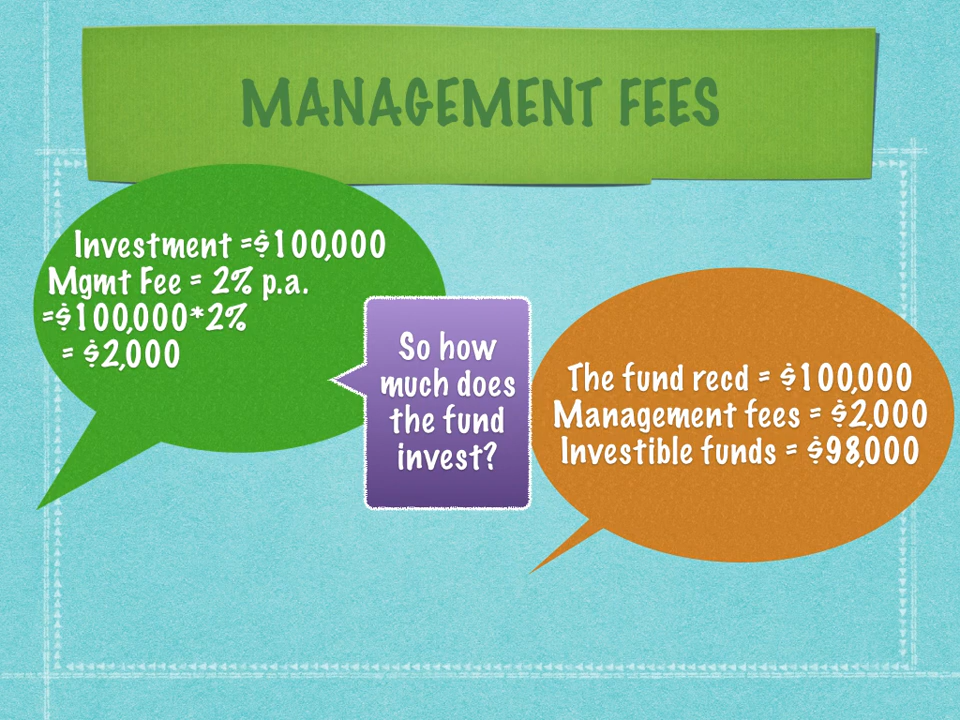 MANAGEMENT FEES
Investment =$100,000
Mgmt Fee = 2% p.a.
=$100,000*2%
= $2,000
So how
much does
the fund
invest?
The fund recd = $100,000
Management fees = $2,000
Investible funds = $98,000